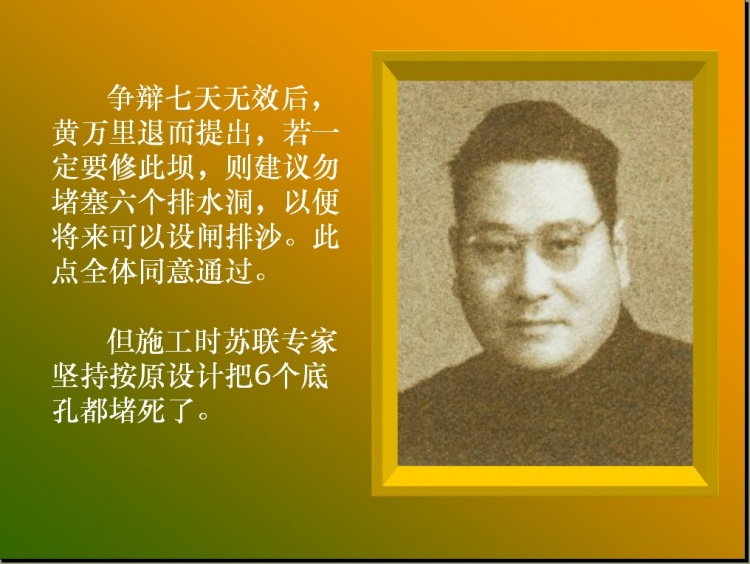 争辩七天无效后，
黄万里退而提出，若一
定要修此坝，则建议勿
堵塞六个排水洞，以便
将来可以设闸排沙。此
点全体同意通过。
但施工时苏联专家
坚持按原设计把6个底
孔都堵死了。